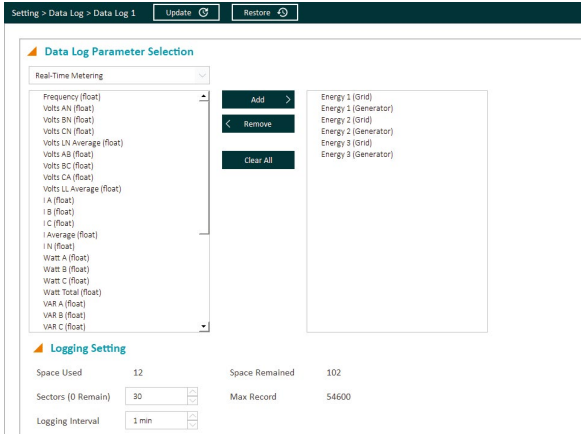 Setting > Data Log > Data Log 1 Update Restore
Data Log Parameter Selection
Real-Time Metering
Frequency (float)
Volts AN (float)
Volts BN (float)
Volts CN (float)
Volts LN Average (float)
Volts AB (float)
Volts BC (float)
Volts CA (float)
Volts LL Average (float)
I A (float)
I B (float)
I C (float)
I Average (float)
I N (float)
Watt A (float)
Watt B (float)
Watt C (float)
Watt Total (float)
VAR A (float)
VAR B (float)
VAR C (float)
Add >
< Remove
Clear All
Energy 1 (Grid)
Energy 1 (Generator)
Energy 2 (Grid)
Energy 2 (Generator)
Energy 3 (Grid)
Energy 3 (Generator)
Logging Setting
Space Used 12 Space Remained 102
Sectors (0 Remain) 30 Max Record 54600
Logging Interval 1 min